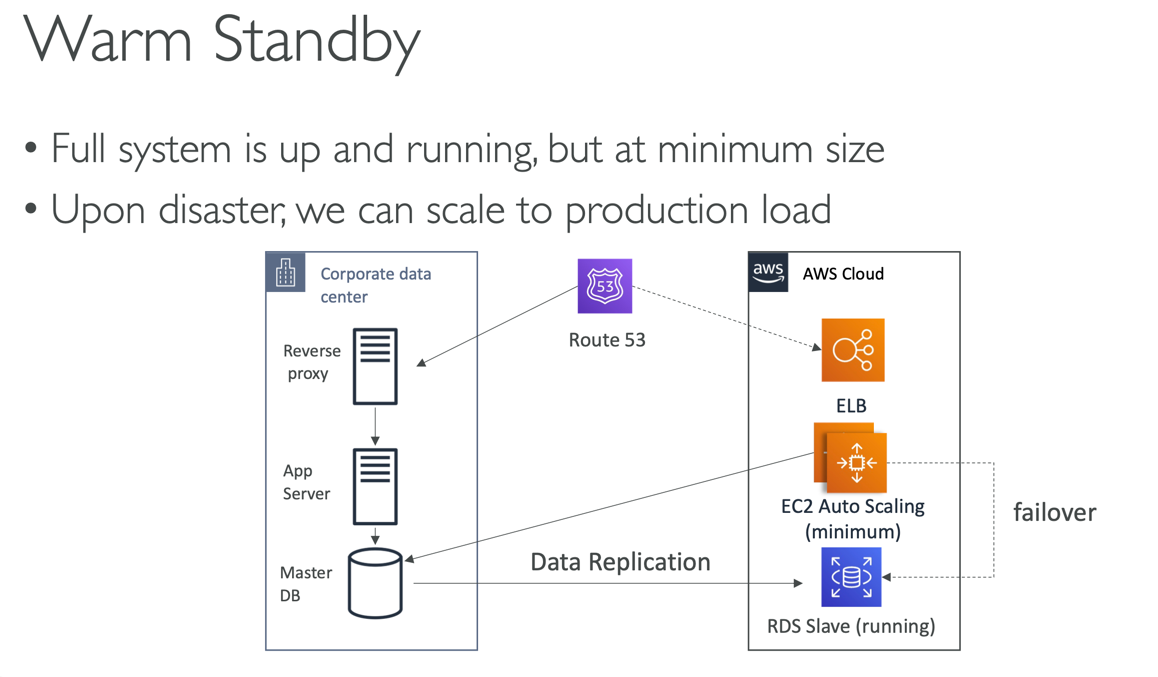 Warm Standby
• Full system is up and running, but at minimum size
• Upon disaster, we can scale to production load
Corporate data
center
Reverse
proxy
App
Server
Master
DB
53
Route 53
Data Replication
aws
AWS Cloud
ELB
EC2 Auto Scaling
(minimum)
RDS Slave (running)
failover